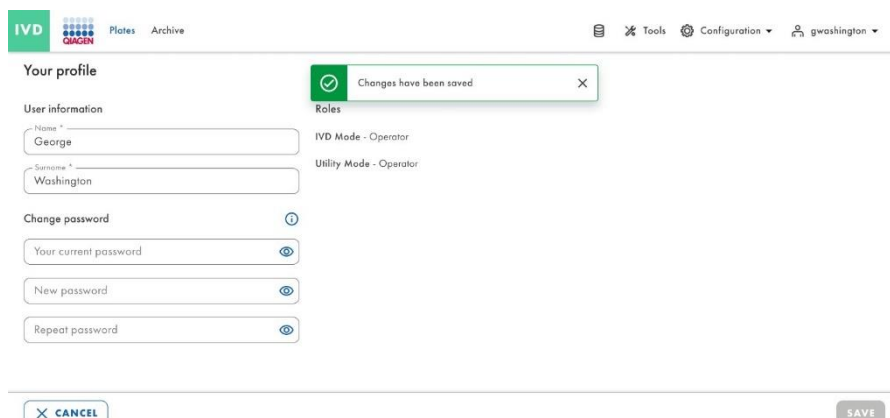 IVD QIAGEN Plates Archive Tools Configuration gwashington
Your profile
Changes have been saved
User information
Roles
Name *
George
IVD Mode - Operator
Utility Mode - Operator
Surname *
Washington
Change password
Your current password
New password
Repeat password
CANCEL
SAVE